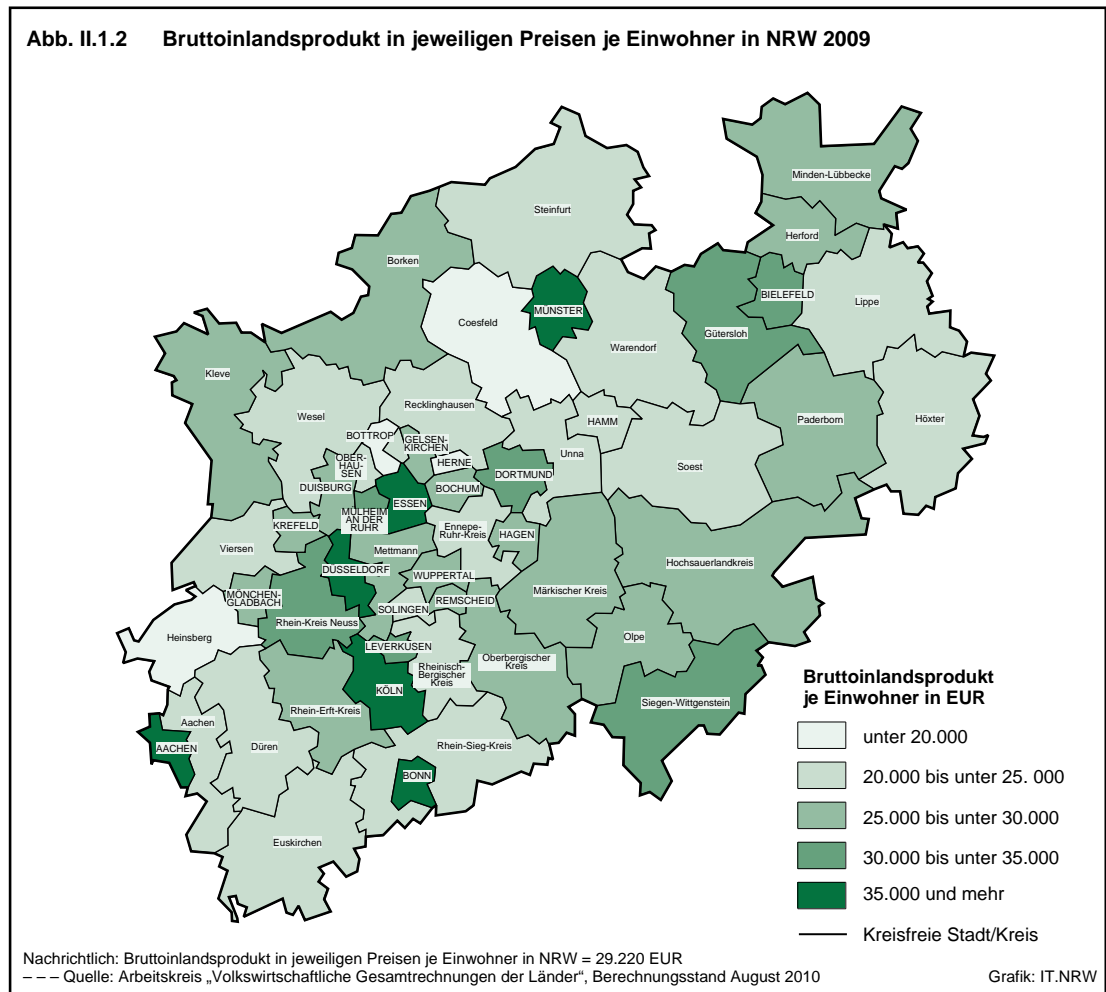 Abb. II.1.2 Bruttoinlandsprodukt in jeweiligen Preisen je Einwohner in NRW 2009
Minden-Lübbecke
Steinfurt
Herford
Borken
BIELEFELD
Lippe
MÜNSTER
Coesfeld
Gütersloh
Warendorf
Kleve
Recklinghausen
Wesel
HAMM
Paderborn
Höxter
BOTTROP
GELSEN-
KIRCHEN
Unna
OBER-
HAU-
SEN
HERNE
DORTMUND
Soest
DUISBURG
BOCHUM
ESSEN
MÜLHEIM
AN DER
RUHR
KREFELD
Ennepe-
Ruhr-Kreis
HAGEN
Viersen
Mettmann
Hochsauerlandkreis
DÜSSELDORF
WUPPERTAL
Märkischer Kreis
MÖNCHEN-
GLADBACH
REMSCHEID
SOLINGEN
Rhein-Kreis Neuss
Heinsberg
Olpe
LEVERKUSEN
Oberbergischer
Kreis
Rheinisch-
Bergischer
Kreis
KÖLN
Siegen-Wittgenstein
Rhein-Erft-Kreis
Aachen
AACHEN
Düren
Rhein-Sieg-Kreis
BONN
Euskirchen
Bruttoinlandsprodukt
je Einwohner in EUR
unter 20.000
20.000 bis unter 25. 000
25.000 bis unter 30.000
30.000 bis unter 35.000
35.000 und mehr
Kreisfreie Stadt/Kreis
Nachrichtlich: Bruttoinlandsprodukt in jeweiligen Preisen je Einwohner in NRW = 29.220 EUR
– – – Quelle: Arbeitskreis „Volkswirtschaftliche Gesamtrechnungen der Länder“, Berechnungsstand August 2010 Grafik: IT.NRW